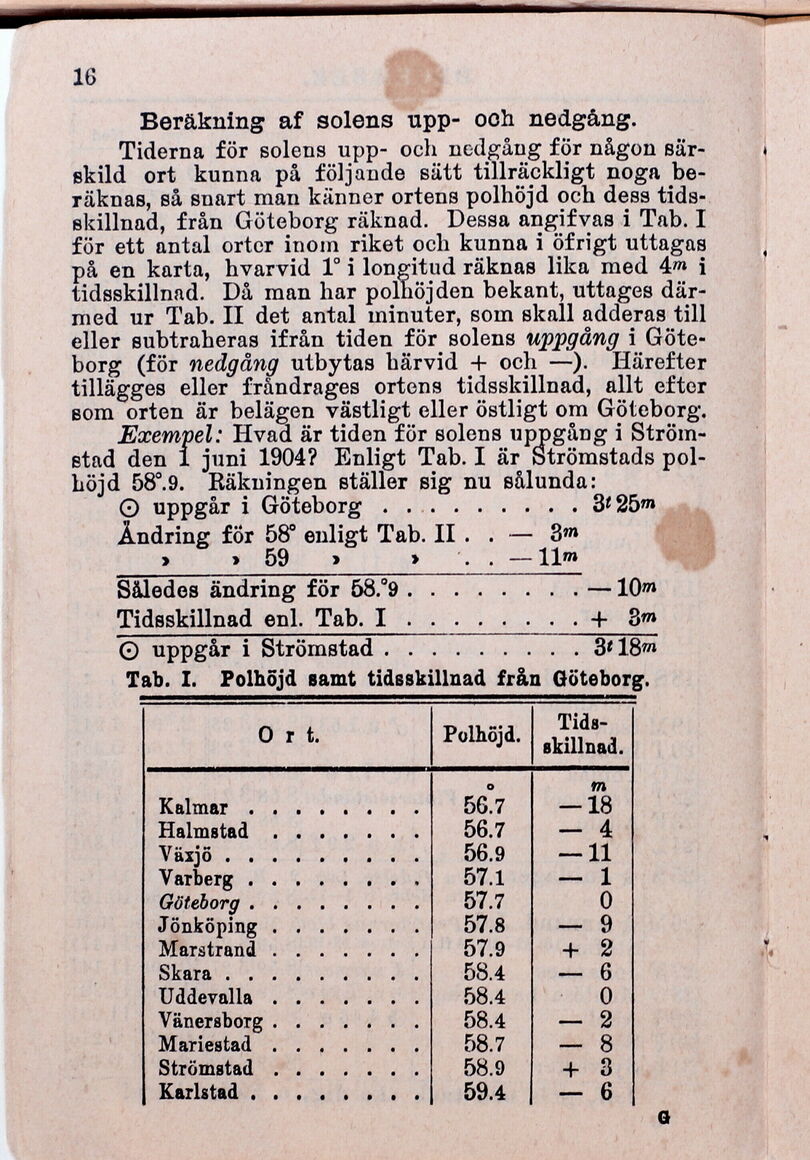 16
Beräkning af solens upp- och nedgång.
Tiderna för solens upp- och nedgång för någon sär-
skild ort kunna på följande sätt tillräckligt noga be-
räknas, så snart man känner ortens polhöjd och dess tids-
skillnad, från Göteborg räknad. Dessa angifvas i Tab. I
för ett antal orter inom riket och kunna i öfrigt uttagas
på en karta, hvarvid 1° i longitud räknas lika med 4m i
tidsskillnad. Då man har polhöjden bekant, uttages där-
med ur Tab. II det antal minuter, som skall adderas till
eller subtraheras ifrån tiden för solens uppgång i Göte-
borg (för nedgång utbytas härvid + och —). Härefter
tillägges eller fråndrages ortens tidsskillnad, allt efter
som orten är belägen västligt eller östligt om Göteborg.
Exempel: Hvad är tiden för solens uppgång i Ström-
stad den 1 juni 1904? Enligt Tab. I är Strömstads pol-
höjd 58°.9. Räkningen ställer sig nu sålunda:
☉ uppgår i Göteborg . . . . . . . . . . 3t 25m
Ändring för 58° enligt Tab. II . . — 3m
» » 59 » » . . — 11m
Således ändring för 58.°9 . . . . . . . . — 10m
Tidsskillnad enl. Tab. I . . . . . . . . + 3m
☉ uppgår i Strömstad . . . . . . . . . 3t 18m
Tab. I. Polhöjd samt tidsskillnad från Göteborg.
Ort. Polhöjd. Tids-
skillnad.
° m
Kalmar . . . . . . . . 56.7 — 18
Halmstad . . . . . . . 56.7 — 4
Växjö . . . . . . . . . 56.9 — 11
Varberg . . . . . . . . 57.1 — 1
Göteborg . . . . . . . . 57.7 0
Jönköping . . . . . . . 57.8 — 9
Marstrand . . . . . . . 57.9 + 2
Skara . . . . . . . . . 58.4 — 6
Uddevalla . . . . . . . 58.4 0
Vänersborg . . . . . . . 58.4 — 2
Mariestad . . . . . . . 58.7 — 8
Strömstad . . . . . . . 58.9 + 3
Karlstad . . . . . . . . 59.4 — 6
G